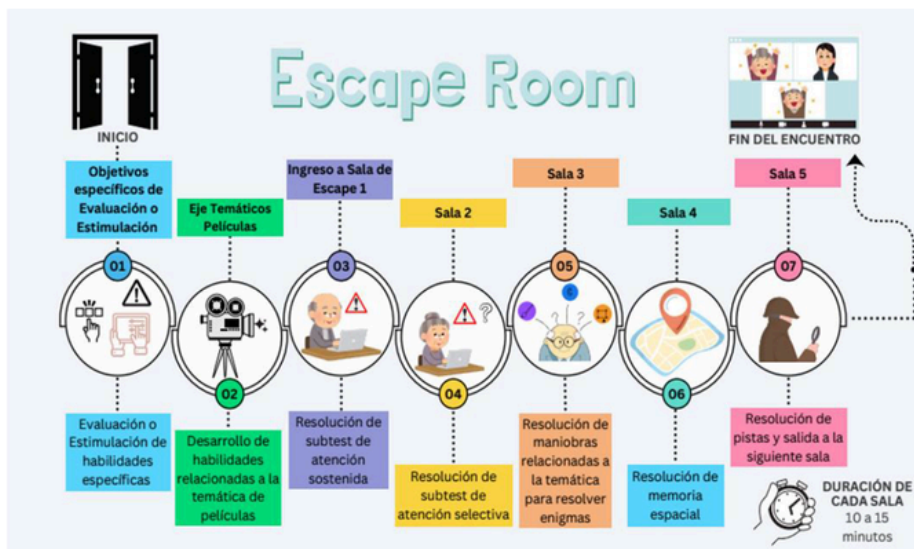 Escape Room
INICIO
FIN DEL ENCUENTRO
Objetivos
específicos de
Evaluación o
Estimulación
01
Evaluación o
Estimulación de
habilidades
específicas
Eje Temáticos
Películas
02
Desarrollo de
habilidades
relacionadas a la
temática de
películas
Ingreso a Sala de
Escape 1
03
Resolución de
subtest de
atención
sostenida
Sala 2
?
04
Resolución de
subtest de
atención selectiva
Sala 3
05
Resolución de
maniobras
relacionadas a
la temática
para resolver
enigmas
Sala 4
06
Resolución de
memoria
espacial
Sala 5
07
Resolución de
pistas y salida a la
siguiente sala
DURACIÓN DE
CADA SALA
10 a 15
minutos